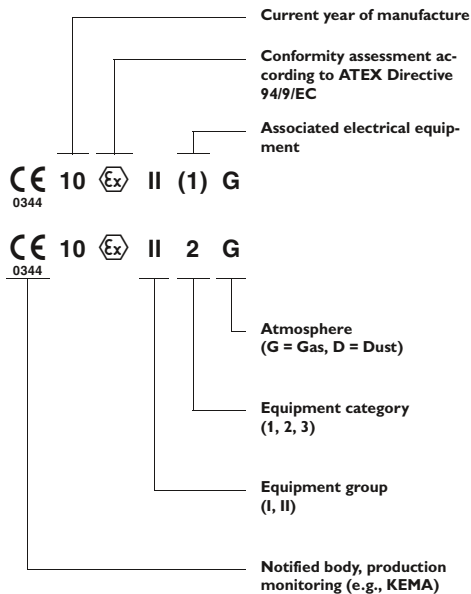 Current year of manufacture
Conformity assessment ac-
cording to ATEX Directive
94/9/EC
Associated electrical equip-
ment
CE 10 Ex II (1) G
0344
CE 10 Ex II 2 G
0344
Atmosphere
(G = Gas, D = Dust)
Equipment category
(1, 2, 3)
Equipment group
(I, II)
Notified body, production
monitoring (e.g., KEMA)